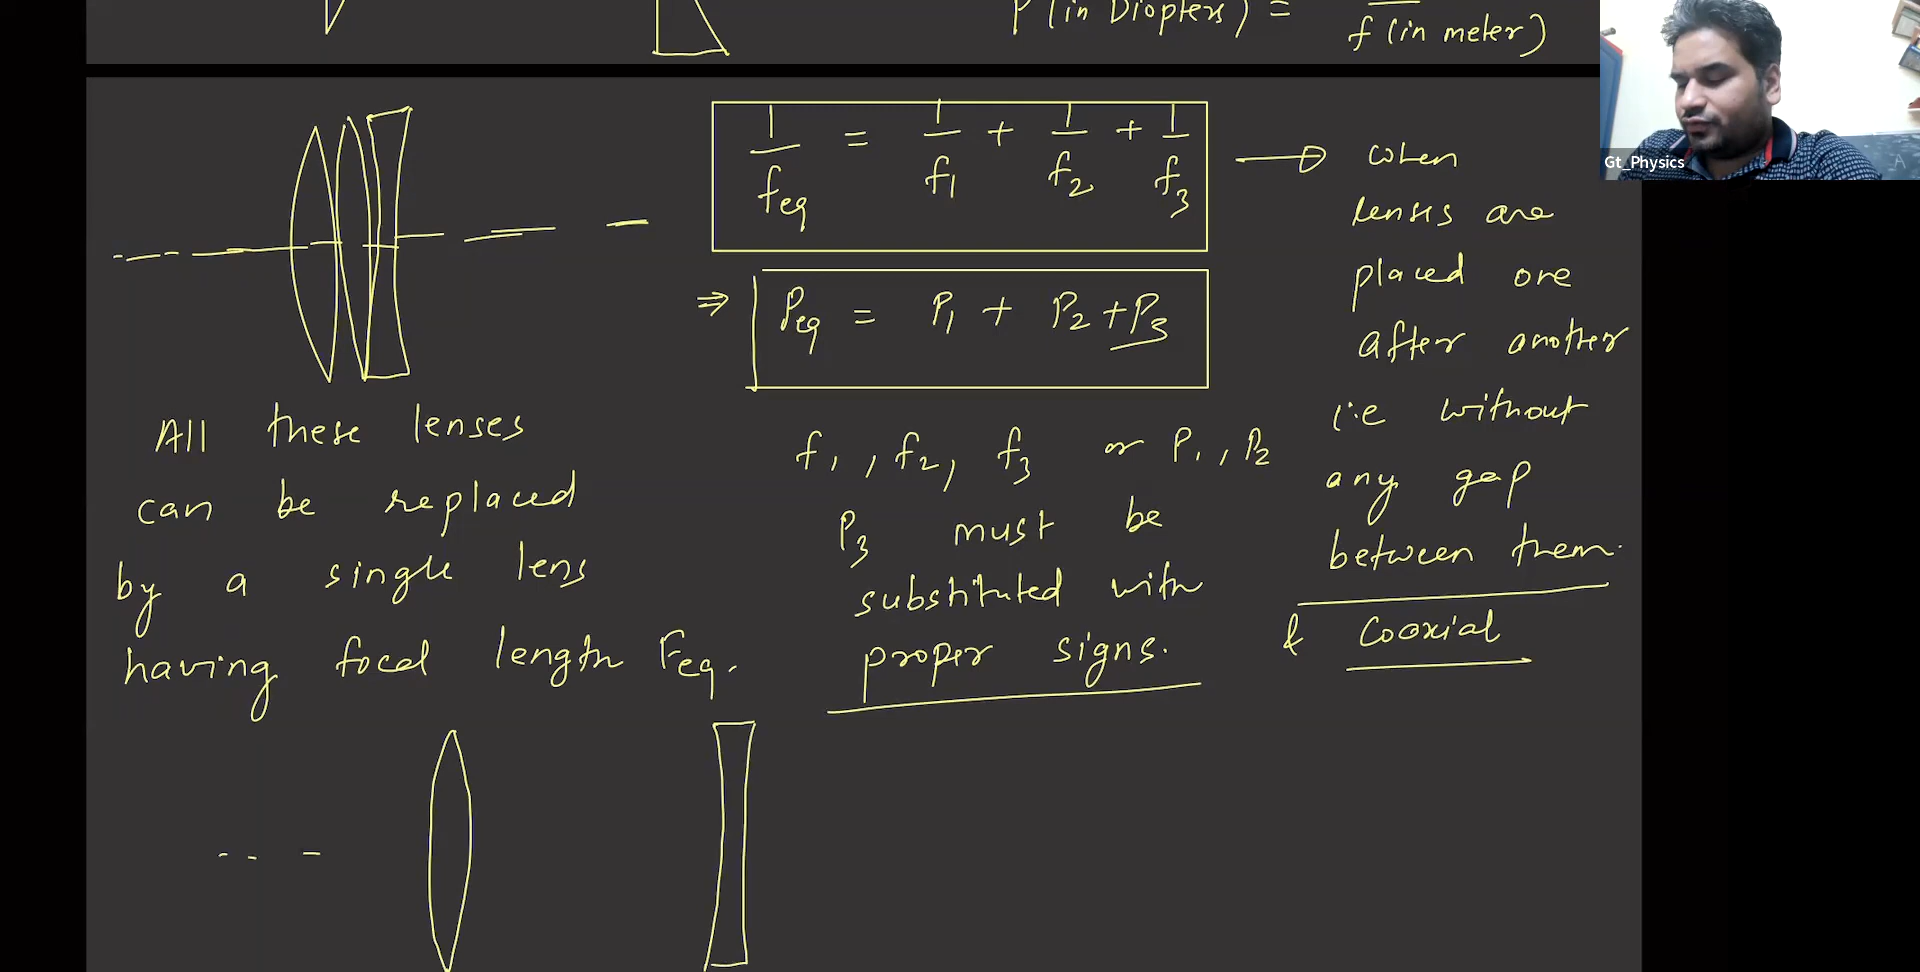 P (in Diopters) = 
f (in meter)
1/feq = 1/f1 + 1/f2 + 1/f3
Peq = P1 + P2 + P3
→ when
lenses are
placed one
after another
i.e without
any gap
between them.
& Coaxial
All these lenses
can be replaced
by a single lens
having focal length Feq.
f1, f2, f3 or P1, P2
P3 must be
substituted with
proper signs.
Gt_Physics